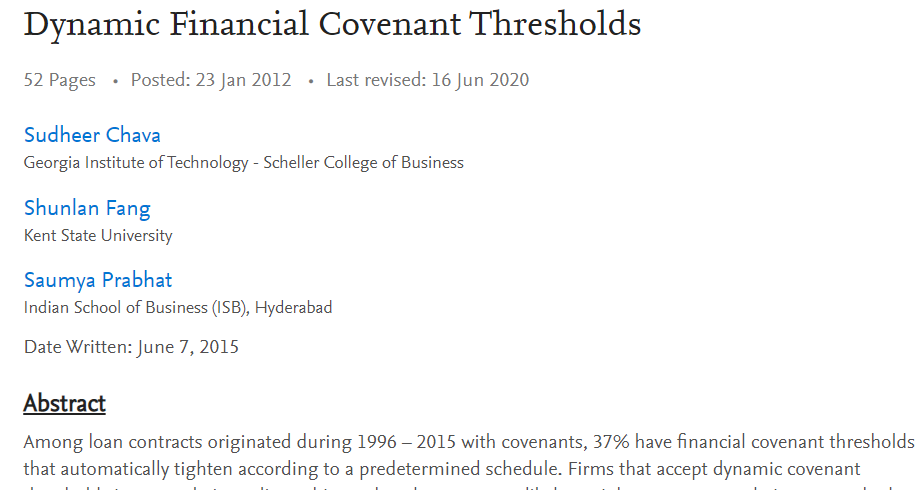 Dynamic Financial Covenant Thresholds
52 Pages • Posted: 23 Jan 2012 • Last revised: 16 Jun 2020
Sudheer Chava
Georgia Institute of Technology - Scheller College of Business
Shunlan Fang
Kent State University
Saumya Prabhat
Indian School of Business (ISB), Hyderabad
Date Written: June 7, 2015
Abstract
Among loan contracts originated during 1996 – 2015 with covenants, 37% have financial covenant thresholds
that automatically tighten according to a predetermined schedule. Firms that accept dynamic covenant